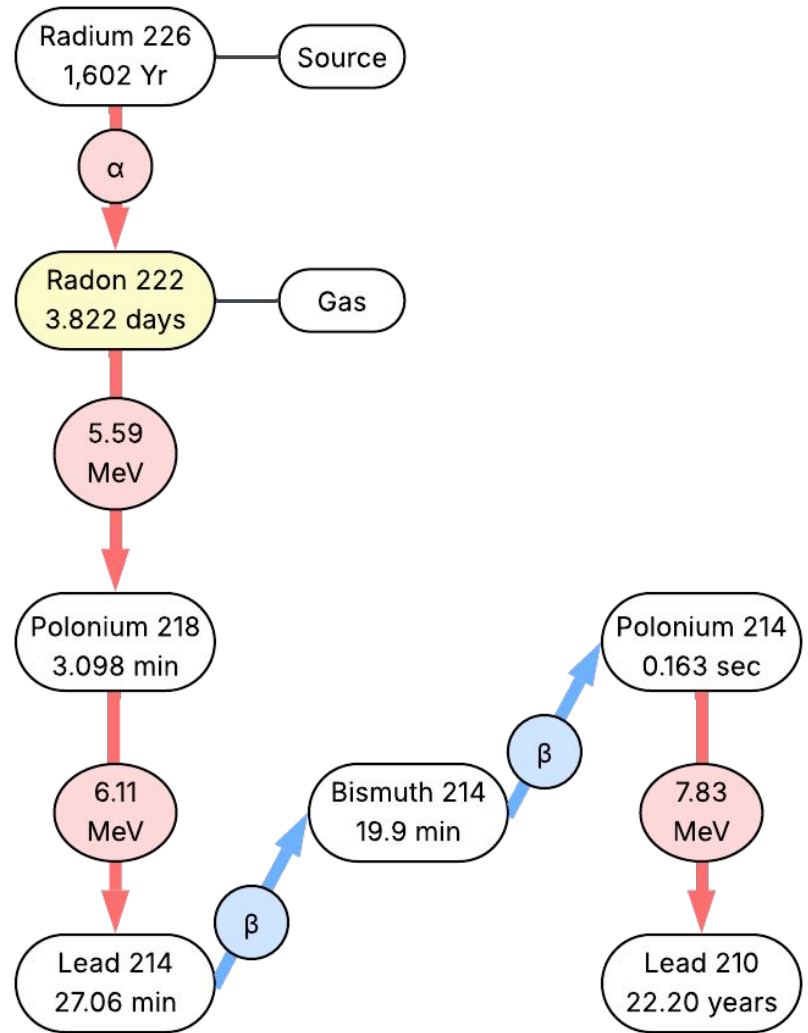 Radium 226
1,602 Yr
Source
α
Radon 222
3.822 days
Gas
5.59
MeV
Polonium 218
3.098 min
6.11
MeV
Lead 214
27.06 min
β
Bismuth 214
19.9 min
β
Polonium 214
0.163 sec
7.83
MeV
Lead 210
22.20 years